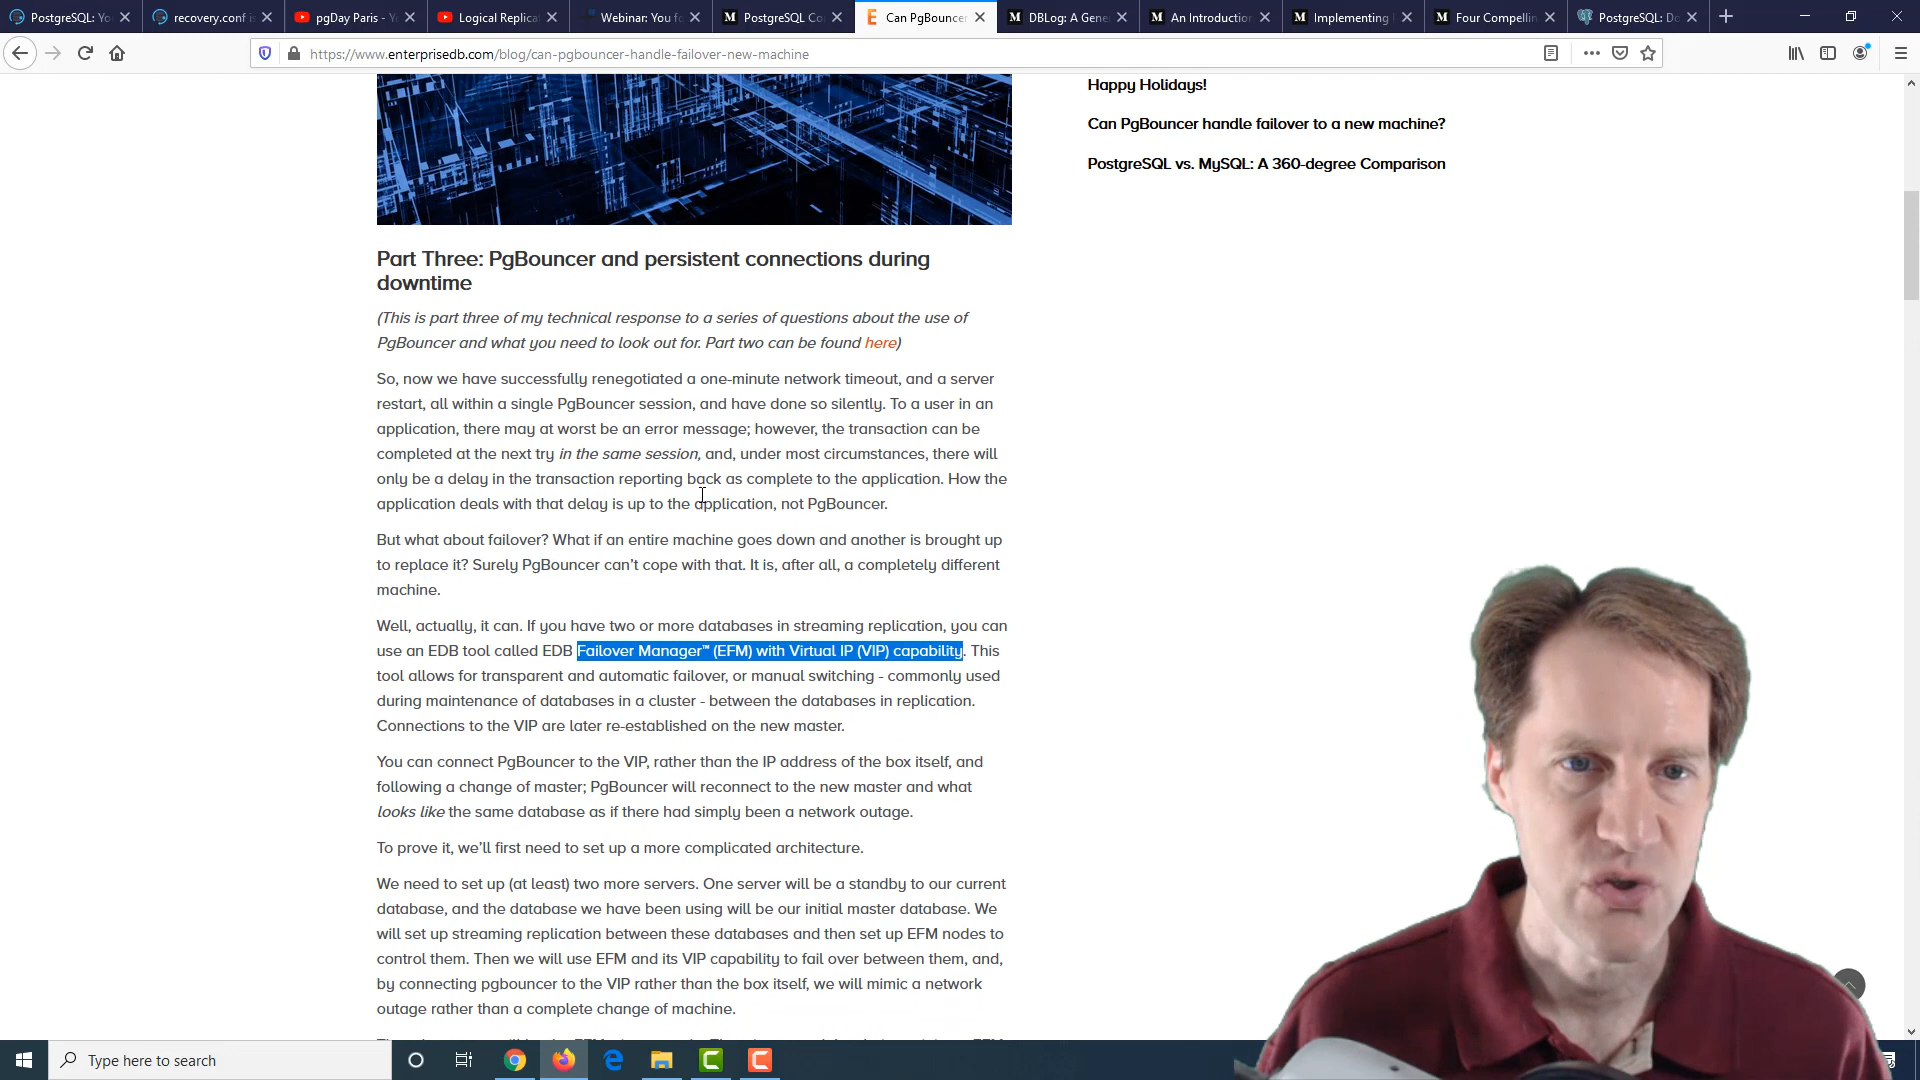 PostgreSQL: Yo
recovery.conf is
pgDay Paris - Y
Logical Replica
Webinar: You f
PostgreSQL Co
Can PgBouncer
DBLog: A Gene
An Introduction
Implementing
Four Compellin
PostgreSQL: Do
https://www.enterprisedb.com/blog/can-pgbouncer-handle-failover-new-machine
Happy Holidays!
Can PgBouncer handle failover to a new machine?
PostgreSQL vs. MySQL: A 360-degree Comparison
Part Three: PgBouncer and persistent connections during
downtime
(This is part three of my technical response to a series of questions about the use of
PgBouncer and what you need to look out for. Part two can be found here)
So, now we have successfully renegotiated a one-minute network timeout, and a server
restart, all within a single PgBouncer session, and have done so silently. To a user in an
application, there may at worst be an error message; however, the transaction can be
completed at the next try in the same session, and, under most circumstances, there will
only be a delay in the transaction reporting back as complete to the application. How the
application deals with that delay is up to the application, not PgBouncer.
But what about failover? What if an entire machine goes down and another is brought up
to replace it? Surely PgBouncer can’t cope with that. It is, after all, a completely different
machine.
Well, actually, it can. If you have two or more databases in streaming replication, you can
use an EDB tool called EDB Failover Manager™ (EFM) with Virtual IP (VIP) capability. This
tool allows for transparent and automatic failover, or manual switching - commonly used
during maintenance of databases in a cluster - between the databases in replication.
Connections to the VIP are later re-established on the new master.
You can connect PgBouncer to the VIP, rather than the IP address of the box itself, and
following a change of master; PgBouncer will reconnect to the new master and what
looks like the same database as if there had simply been a network outage.
To prove it, we’ll first need to set up a more complicated architecture.
We need to set up (at least) two more servers. One server will be a standby to our current
database, and the database we have been using will be our initial master database. We
will set up streaming replication between these databases and then set up EFM nodes to
control them. Then we will use EFM and its VIP capability to fail over between them, and,
by connecting pgbouncer to the VIP rather than the box itself, we will mimic a network
outage rather than a complete change of machine.
Type here to search